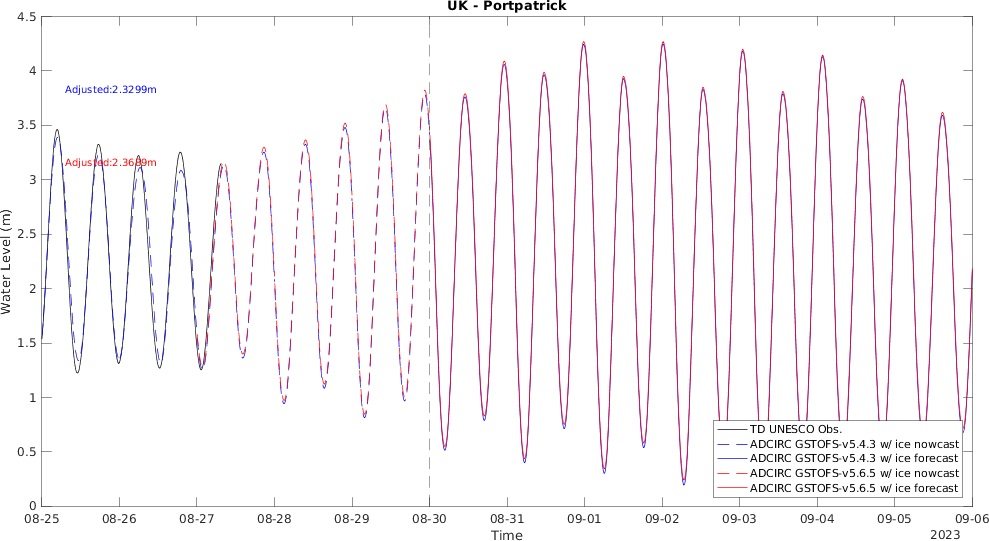 UK - Portpatrick
4.5
4
3.5
3
2.5
2
1.5
1
0.5
0
Water Level (m)
Adjusted:2.3299m
Adjusted:2.3689m
TD UNESCO Obs.
ADCIRC GSTOFS-v5.4.3 w/ ice nowcast
ADCIRC GSTOFS-v5.4.3 w/ ice forecast
ADCIRC GSTOFS-v5.6.5 w/ ice nowcast
ADCIRC GSTOFS-v5.6.5 w/ ice forecast
08-25 08-26 08-27 08-28 08-29 08-30 08-31 09-01 09-02 09-03 09-04 09-05 09-06
Time
2023